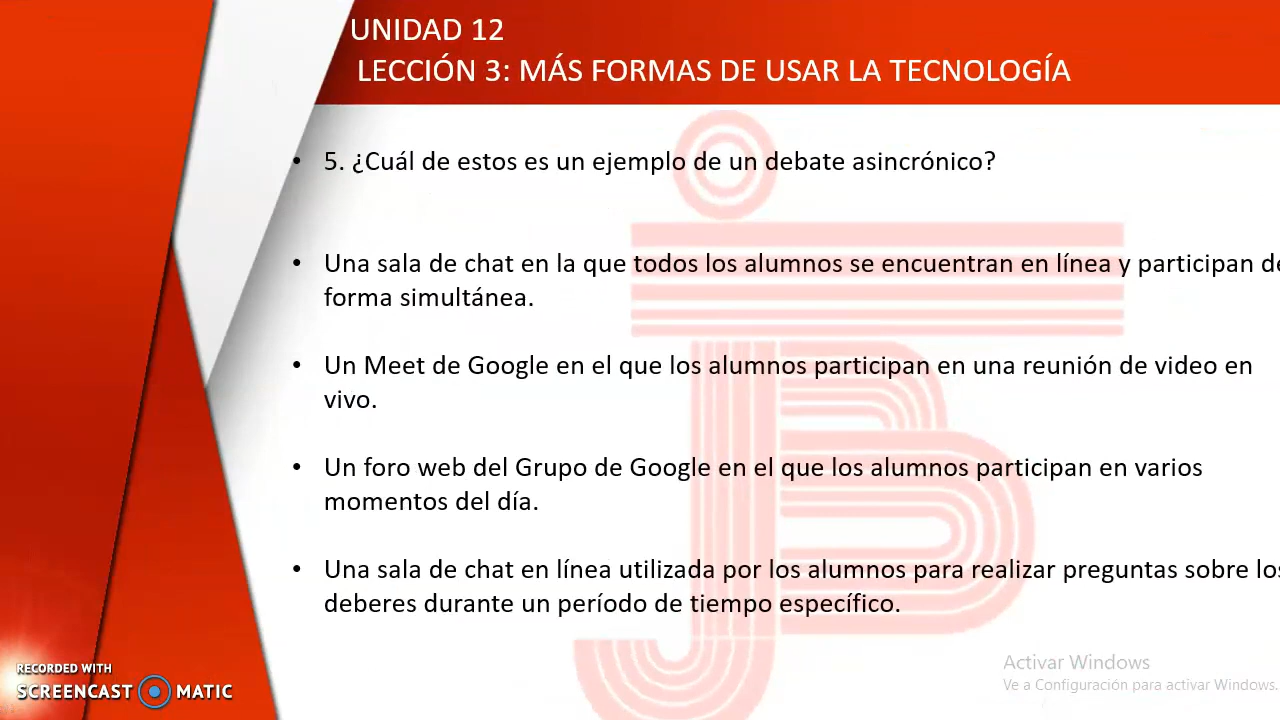 UNIDAD 12
LECCIÓN 3: MÁS FORMAS DE USAR LA TECNOLOGÍA
• 5. ¿Cuál de estos es un ejemplo de un debate asincrónico?
• Una sala de chat en la que todos los alumnos se encuentran en línea y participan de
forma simultánea.
• Un Meet de Google en el que los alumnos participan en una reunión de video en
vivo.
• Un foro web del Grupo de Google en el que los alumnos participan en varios
momentos del día.
• Una sala de chat en línea utilizada por los alumnos para realizar preguntas sobre los
deberes durante un período de tiempo específico.
RECORDED WITH
SCREENCAST MATIC
Activar Windows
Ve a Configuración para activar Windows.